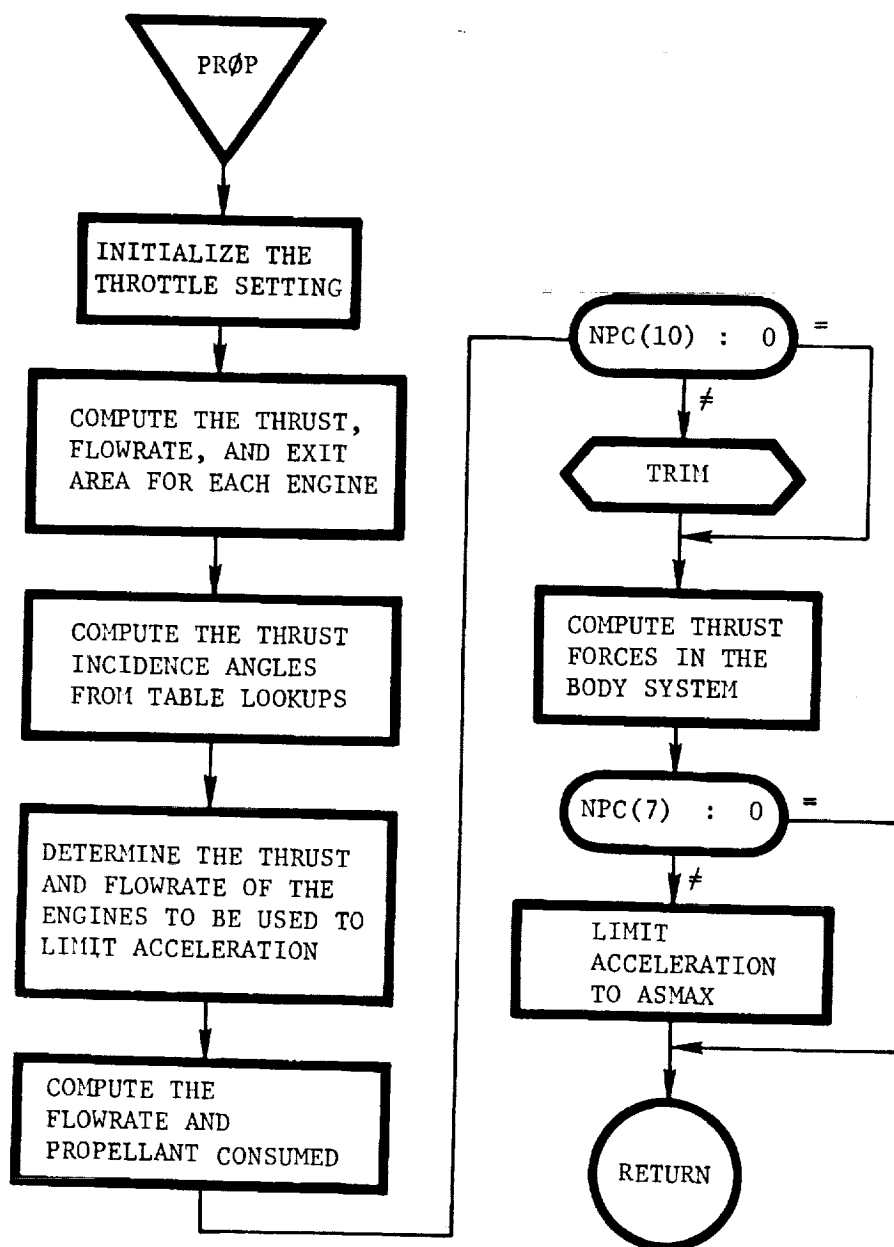 PRØP
INITIALIZE THE
THROTTLE SETTING
COMPUTE THE THRUST,
FLOWRATE, AND EXIT
AREA FOR EACH ENGINE
COMPUTE THE THRUST
INCIDENCE ANGLES
FROM TABLE LOOKUPS
DETERMINE THE THRUST
AND FLOWRATE OF THE
ENGINES TO BE USED TO
LIMIT ACCELERATION
COMPUTE THE
FLOWRATE AND
PROPELLANT CONSUMED
NPC(10) : 0 =
≠
TRIM
COMPUTE THRUST
FORCES IN THE
BODY SYSTEM
NPC(7) : 0 =
≠
LIMIT
ACCELERATION
TO ASMAX
RETURN